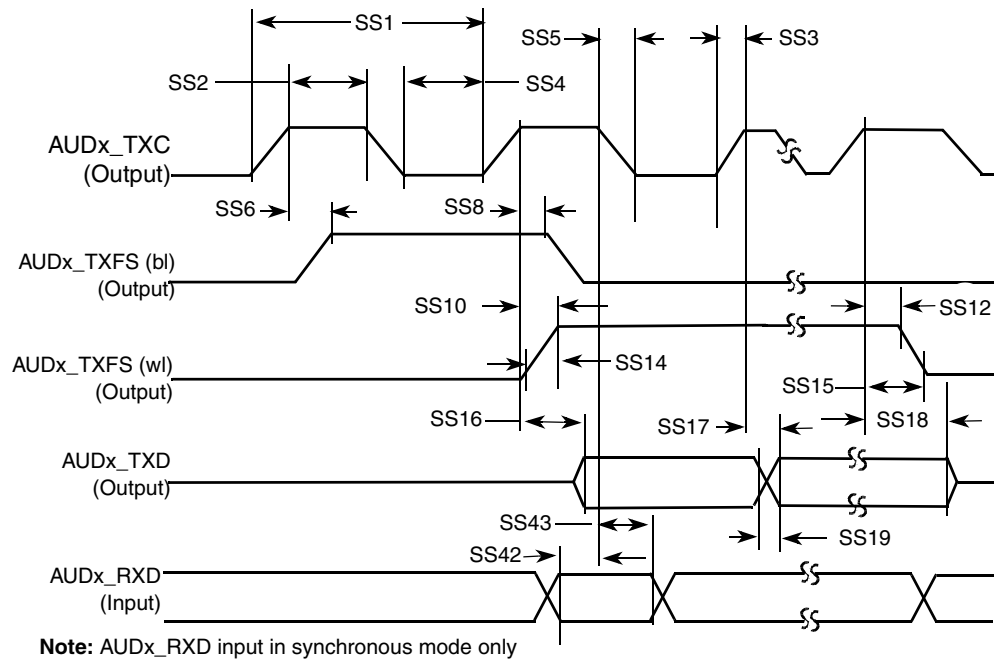 SS1
SS5
SS3
SS2
SS4
AUDx_TXC
(Output)
SS6
SS8
AUDx_TXFS (bl)
(Output)
SS10
SS12
AUDx_TXFS (wl)
(Output)
SS14
SS15
SS16
SS17
SS18
AUDx_TXD
(Output)
SS43
SS19
SS42
AUDx_RXD
(Input)
Note: AUDx_RXD input in synchronous mode only